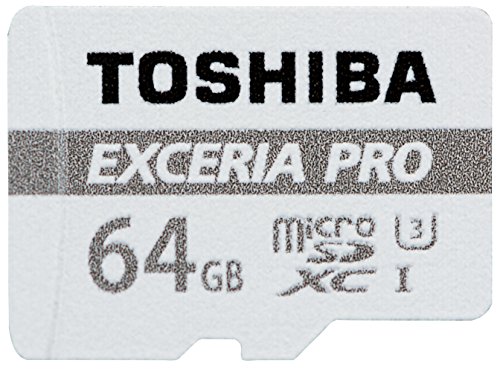 TOSHIBA
EXCERIA PRO
64GB
micro
SD
XC I
U3